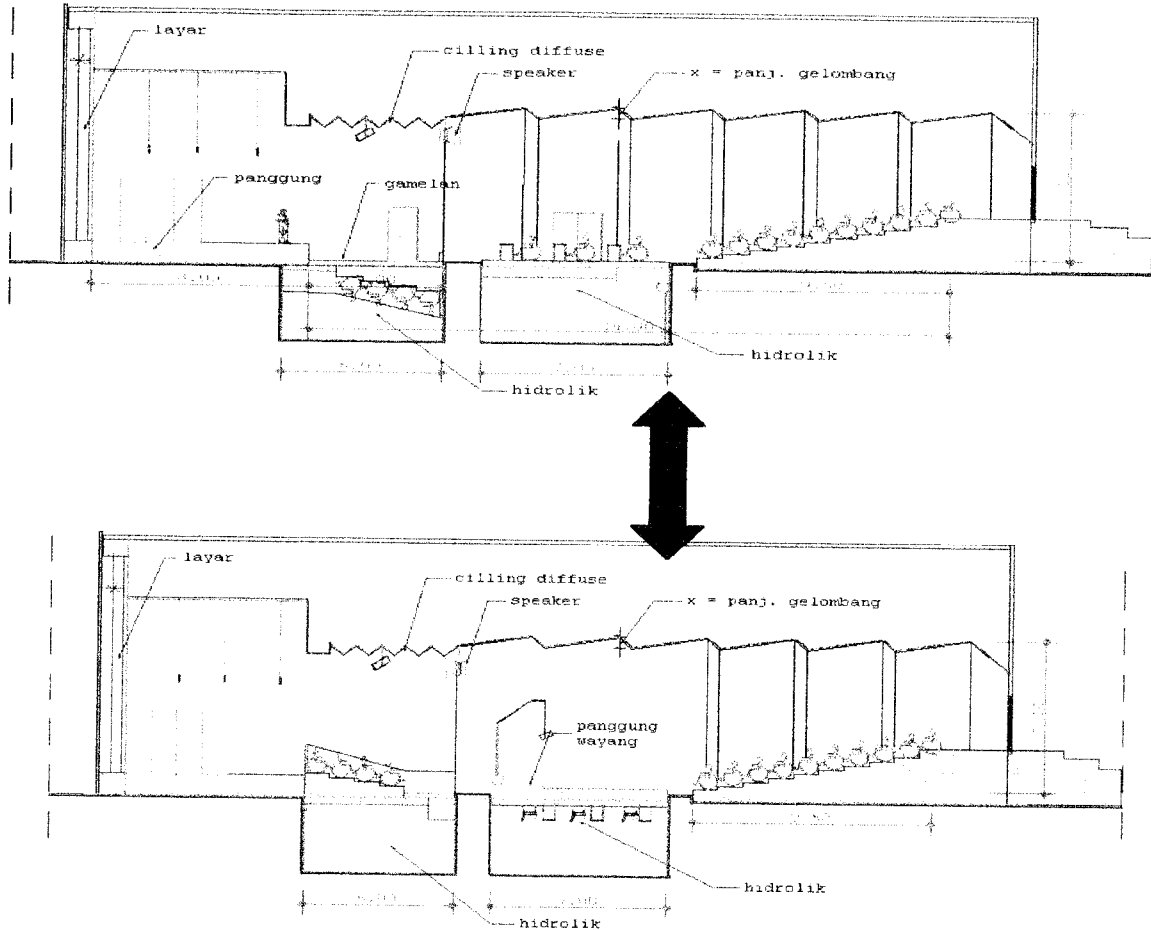 layar
cilling diffuse
speaker
x = panj. gelombang
panggung
gamelan
hidrolik
hidrolik
layar
cilling diffuse
speaker
x = panj. gelombang
panggung
wayang
hidrolik
hidrolik